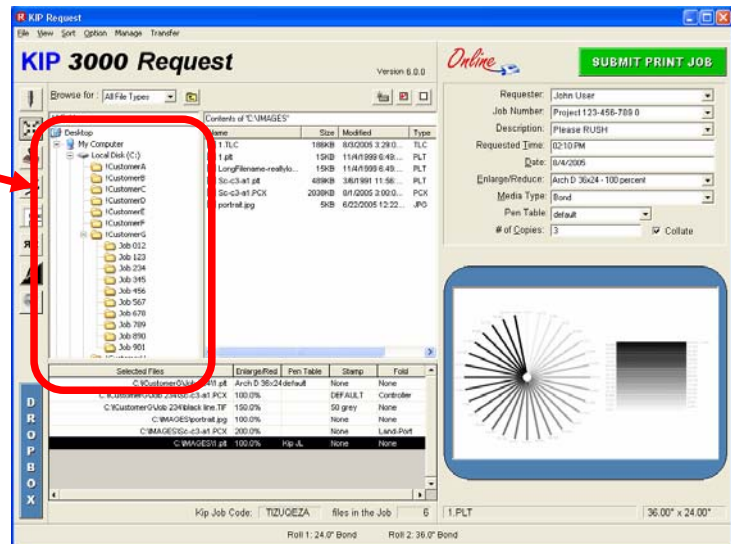 KIP Request
File View Sort Option Manage Transfer
KIP 3000 Request
Version 6.0.0
Online
SUBMIT PRINT JOB
Browse for : All File Types
Contents of 'C:\IMAGES'
Name Size Modified Type
Desktop
My Computer
Local Disk (C:)
!CustomerA
!CustomerB
!CustomerC
!CustomerD
!CustomerE
!CustomerF
!CustomerG
Job 012
Job 123
Job 234
Job 345
Job 456
Job 567
Job 678
Job 789
Job 890
Job 901
1.TLC 188KB 8/3/2005 3:29:0... TLC
1.plt 15KB 11/4/1999 6:49:... PLT
LongFilename-reallylo... 15KB 11/4/1999 6:49:... PLT
Sc-c3-a1.plt 489KB 3/6/1991 11:56:... PLT
Sc-c3-a1.PCX 2038KB 8/1/2005 3:00:0... PCX
portrait.jpg 5KB 6/22/2005 12:22... JPG
Requester: John User
Job Number: Project 123-456-789 0
Description: Please RUSH
Requested Time: 02:10 PM
Date: 8/4/2005
Enlarge/Reduce: Arch D 36x24 - 100 percent
Media Type: Bond
Pen Table default
# of Copies: 3 Collate
Selected Files Enlarge/Red Pen Table Stamp Fold
Arch D 36x24 default None None
100.0% DEFAULT Controller
C:\!CustomerG\Job 234\black line.TIF 150.0% 50 grey None
C:\IMAGES\portrait.jpg 100.0% None None
C:\IMAGES\Sc-c3-a1.PCX 200.0% None Land-Port
C:\IMAGES\1.plt 100.0% Kip JL None None
DROPBOX
Kip Job Code: TIZUQEZA files in the Job 6
1.PLT 36.00" x 24.00"
Roll 1: 24.0" Bond Roll 2: 36.0" Bond